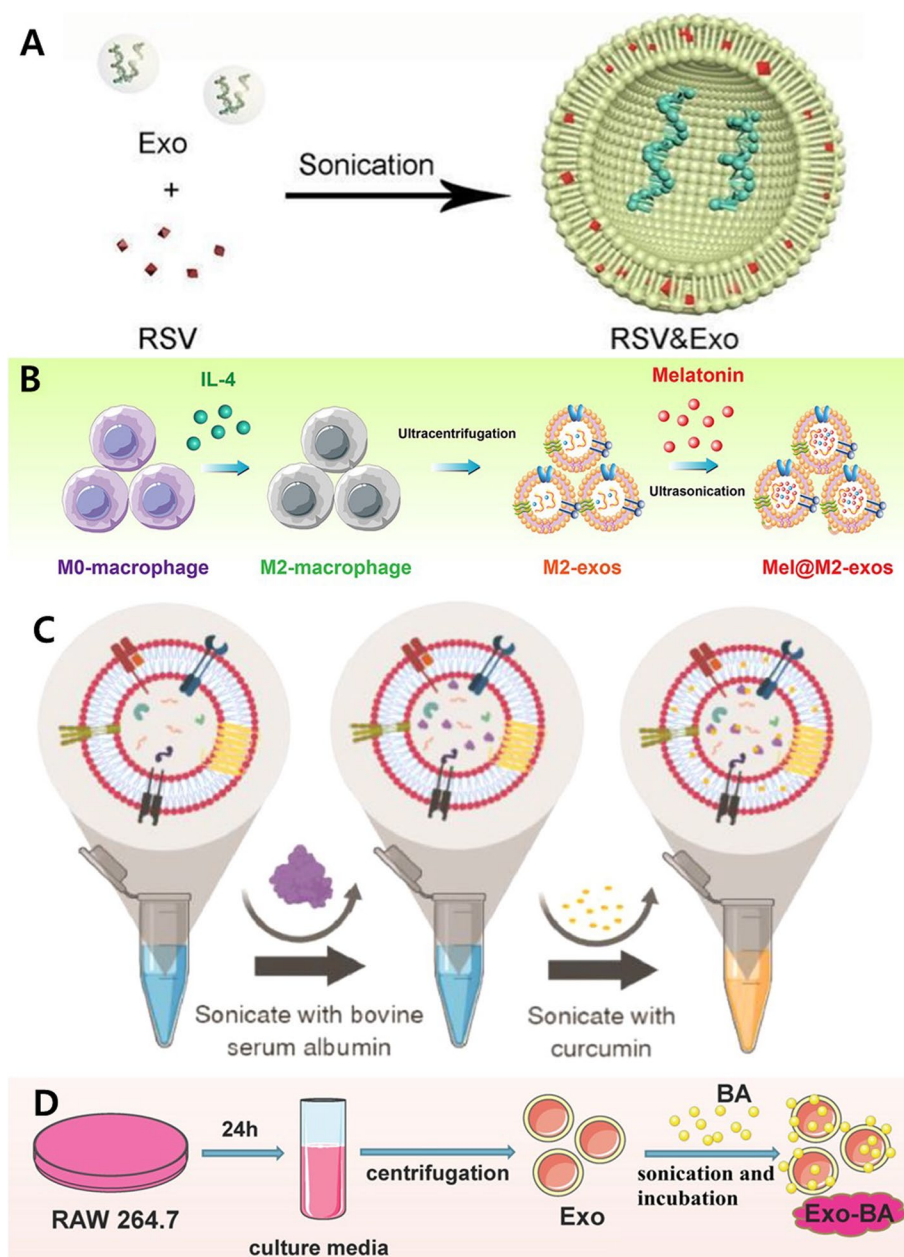 A
Exo
+
RSV
Sonication
RSV&Exo
B
IL-4
Melatonin
Ultracentrifugation
Ultrasonication
M0-macrophage
M2-macrophage
M2-exos
Mel@M2-exos
C
Sonicate with bovine
serum albumin
Sonicate with
curcumin
D
24h
BA
centrifugation
sonication and
incubation
RAW 264.7
culture media
Exo
Exo-BA